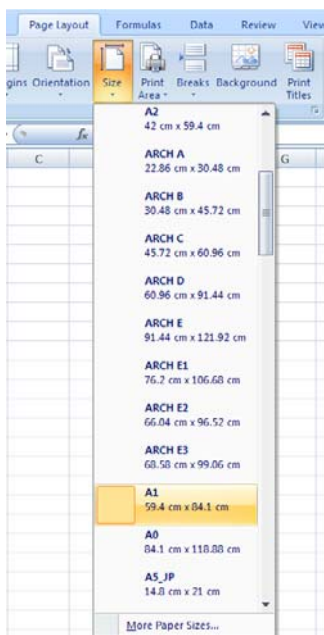 Page Layout Formulas Data Review View
gins Orientation Size Print Area Breaks Background Print Titles
fx
C G
A2
42 cm x 59.4 cm
ARCH A
22.86 cm x 30.48 cm
ARCH B
30.48 cm x 45.72 cm
ARCH C
45.72 cm x 60.96 cm
ARCH D
60.96 cm x 91.44 cm
ARCH E
91.44 cm x 121.92 cm
ARCH E1
76.2 cm x 106.68 cm
ARCH E2
66.04 cm x 96.52 cm
ARCH E3
68.58 cm x 99.06 cm
A1
59.4 cm x 84.1 cm
A0
84.1 cm x 118.88 cm
A5_JP
14.8 cm x 21 cm
More Paper Sizes...